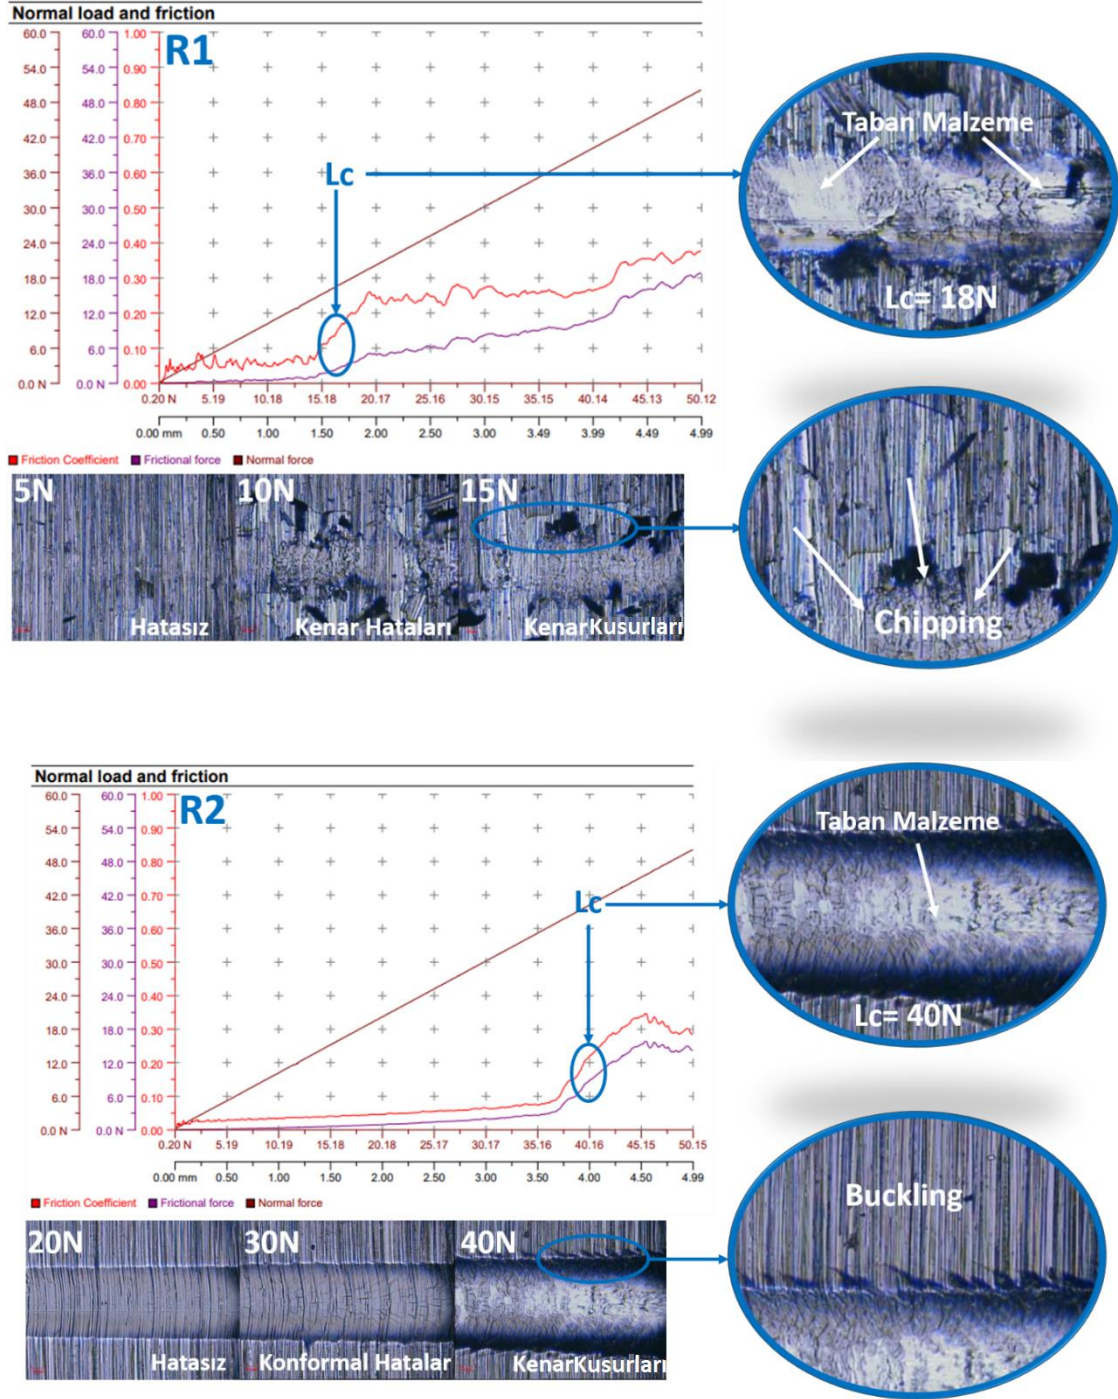 Normal load and friction
R1
60.0 60.0 1.00
54.0 54.0 0.90
48.0 48.0 0.80
42.0 42.0 0.70
36.0 36.0 0.60
30.0 30.0 0.50
24.0 24.0 0.40
18.0 18.0 0.30
12.0 12.0 0.20
6.0 6.0 0.10
0.0 N 0.0 N 0.00
Lc
0.20 N 5.19 10.18 15.18 20.17 25.16 30.15 35.15 40.14 45.13 50.12
0.00 mm 0.50 1.00 1.50 2.00 2.50 3.00 3.49 3.99 4.49 4.99
Friction Coefficient Frictional force Normal force
Taban Malzeme
Lc= 18N
5N 10N 15N
Hatasız Kenar Hataları KenarKusurları
Chipping
Normal load and friction
R2
60.0 60.0 1.00
54.0 54.0 0.90
48.0 48.0 0.80
42.0 42.0 0.70
36.0 36.0 0.60
30.0 30.0 0.50
24.0 24.0 0.40
18.0 18.0 0.30
12.0 12.0 0.20
6.0 6.0 0.10
0.0 N 0.0 N 0.00
Lc
0.20 N 5.19 10.19 15.18 20.18 25.17 30.17 35.16 40.16 45.15 50.15
0.00 mm 0.50 1.00 1.50 2.00 2.50 3.00 3.50 4.00 4.50 4.99
Friction Coefficient Frictional force Normal force
Taban Malzeme
Lc= 40N
20N 30N 40N
Hatasız Konformal Hatalar KenarKusurları
Buckling